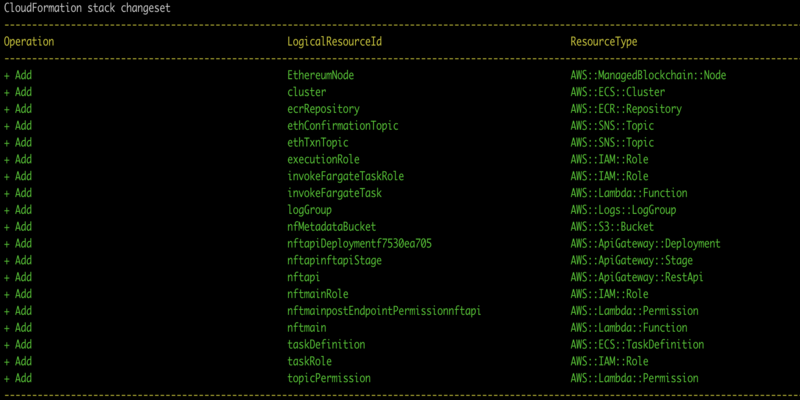 CloudFormation stack changeset
Operation LogicalResourceId ResourceType
+ Add EthereumNode AWS::ManagedBlockchain::Node
+ Add cluster AWS::ECS::Cluster
+ Add ecrRepository AWS::ECR::Repository
+ Add ethConfirmationTopic AWS::SNS::Topic
+ Add ethTxnTopic AWS::SNS::Topic
+ Add executionRole AWS::IAM::Role
+ Add invokeFargateTaskRole AWS::IAM::Role
+ Add invokeFargateTask AWS::Lambda::Function
+ Add logGroup AWS::Logs::LogGroup
+ Add nfMetadataBucket AWS::S3::Bucket
+ Add nftapiDeploymentf7530ea705 AWS::ApiGateway::Deployment
+ Add nftapinftapiStage AWS::ApiGateway::Stage
+ Add nftapi AWS::ApiGateway::RestApi
+ Add nftmainRole AWS::IAM::Role
+ Add nftmainpostEndpointPermissionnftapi AWS::Lambda::Permission
+ Add nftmain AWS::Lambda::Function
+ Add taskDefinition AWS::ECS::TaskDefinition
+ Add taskRole AWS::IAM::Role
+ Add topicPermission AWS::Lambda::Permission